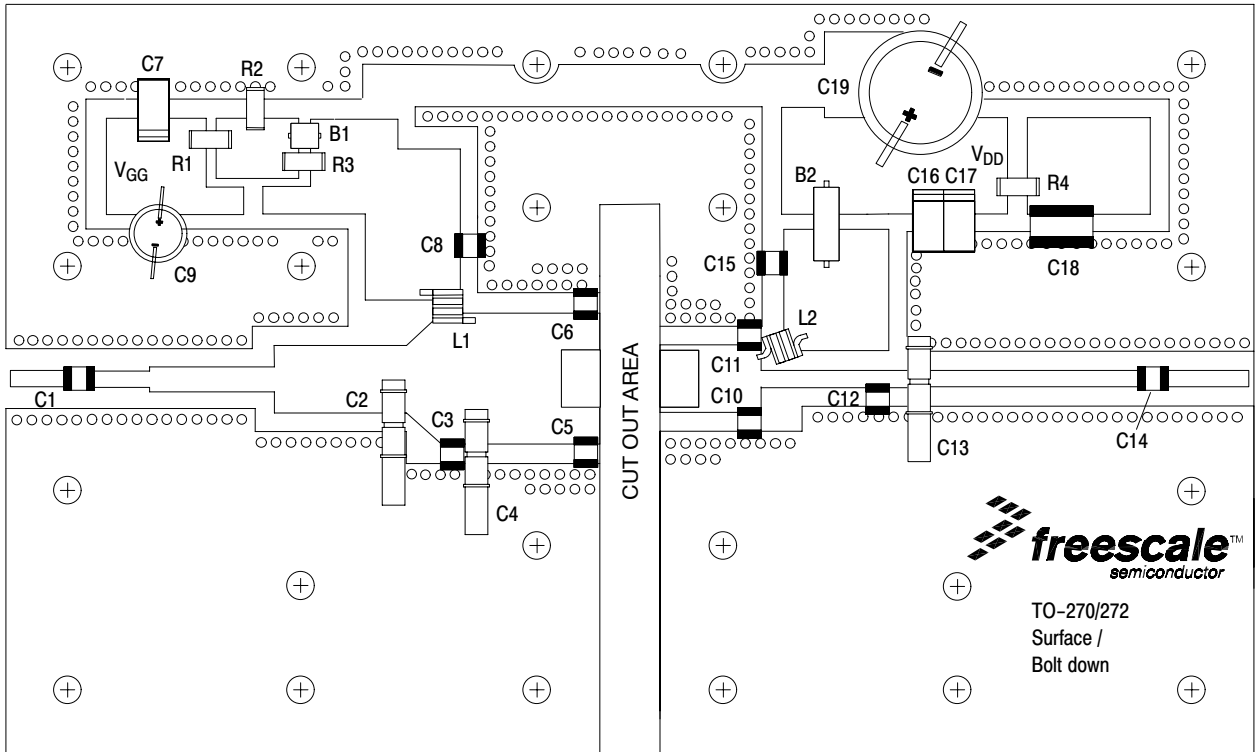 C7
R2
C19
B1
R1
R3
V_GG
V_DD
C16 C17
R4
B2
C8
C9
C15
C18
C6
L1
L2
C11
CUT OUT AREA
C1
C2
C3
C5
C10
C12
C14
C13
C4
freescale™
semiconductor
TO-270/272
Surface /
Bolt down